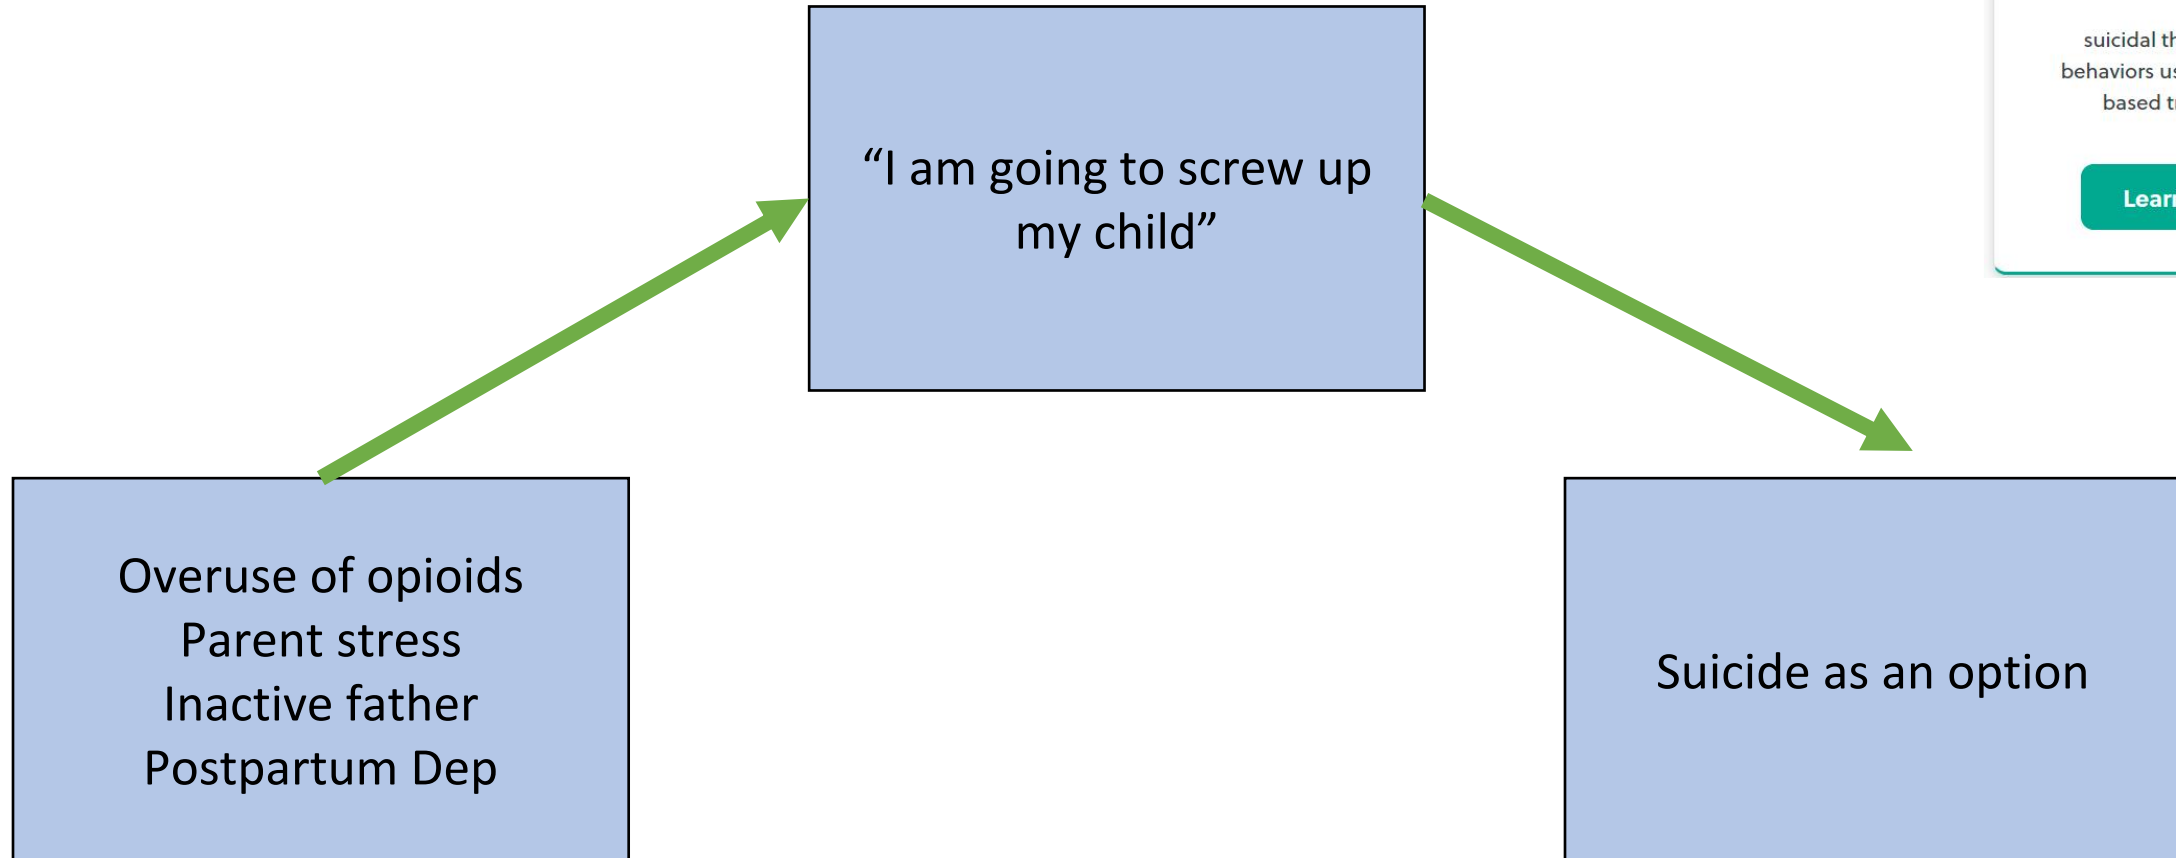 suicidal
behaviors
based
“I am going to screw up
my child”
Overuse of opioids
Parent stress
Inactive father
Postpartum Dep
Suicide as an option